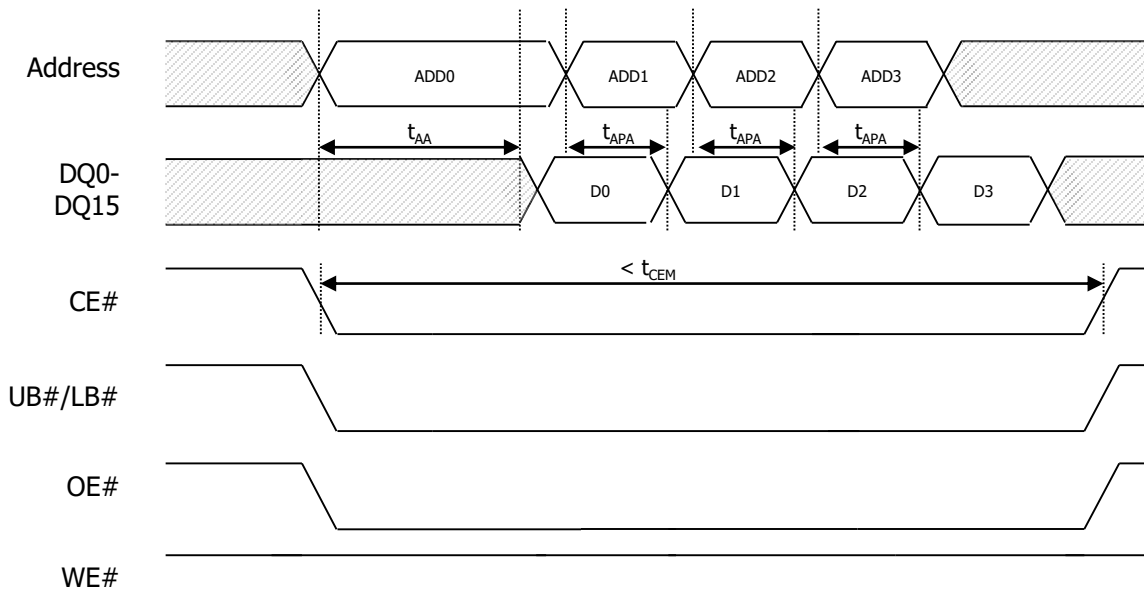 Address
ADD0
ADD1
ADD2
ADD3
tAA
tAPA
tAPA
tAPA
DQ0-
DQ15
D0
D1
D2
D3
CE#
< tCEM
UB#/LB#
OE#
WE#